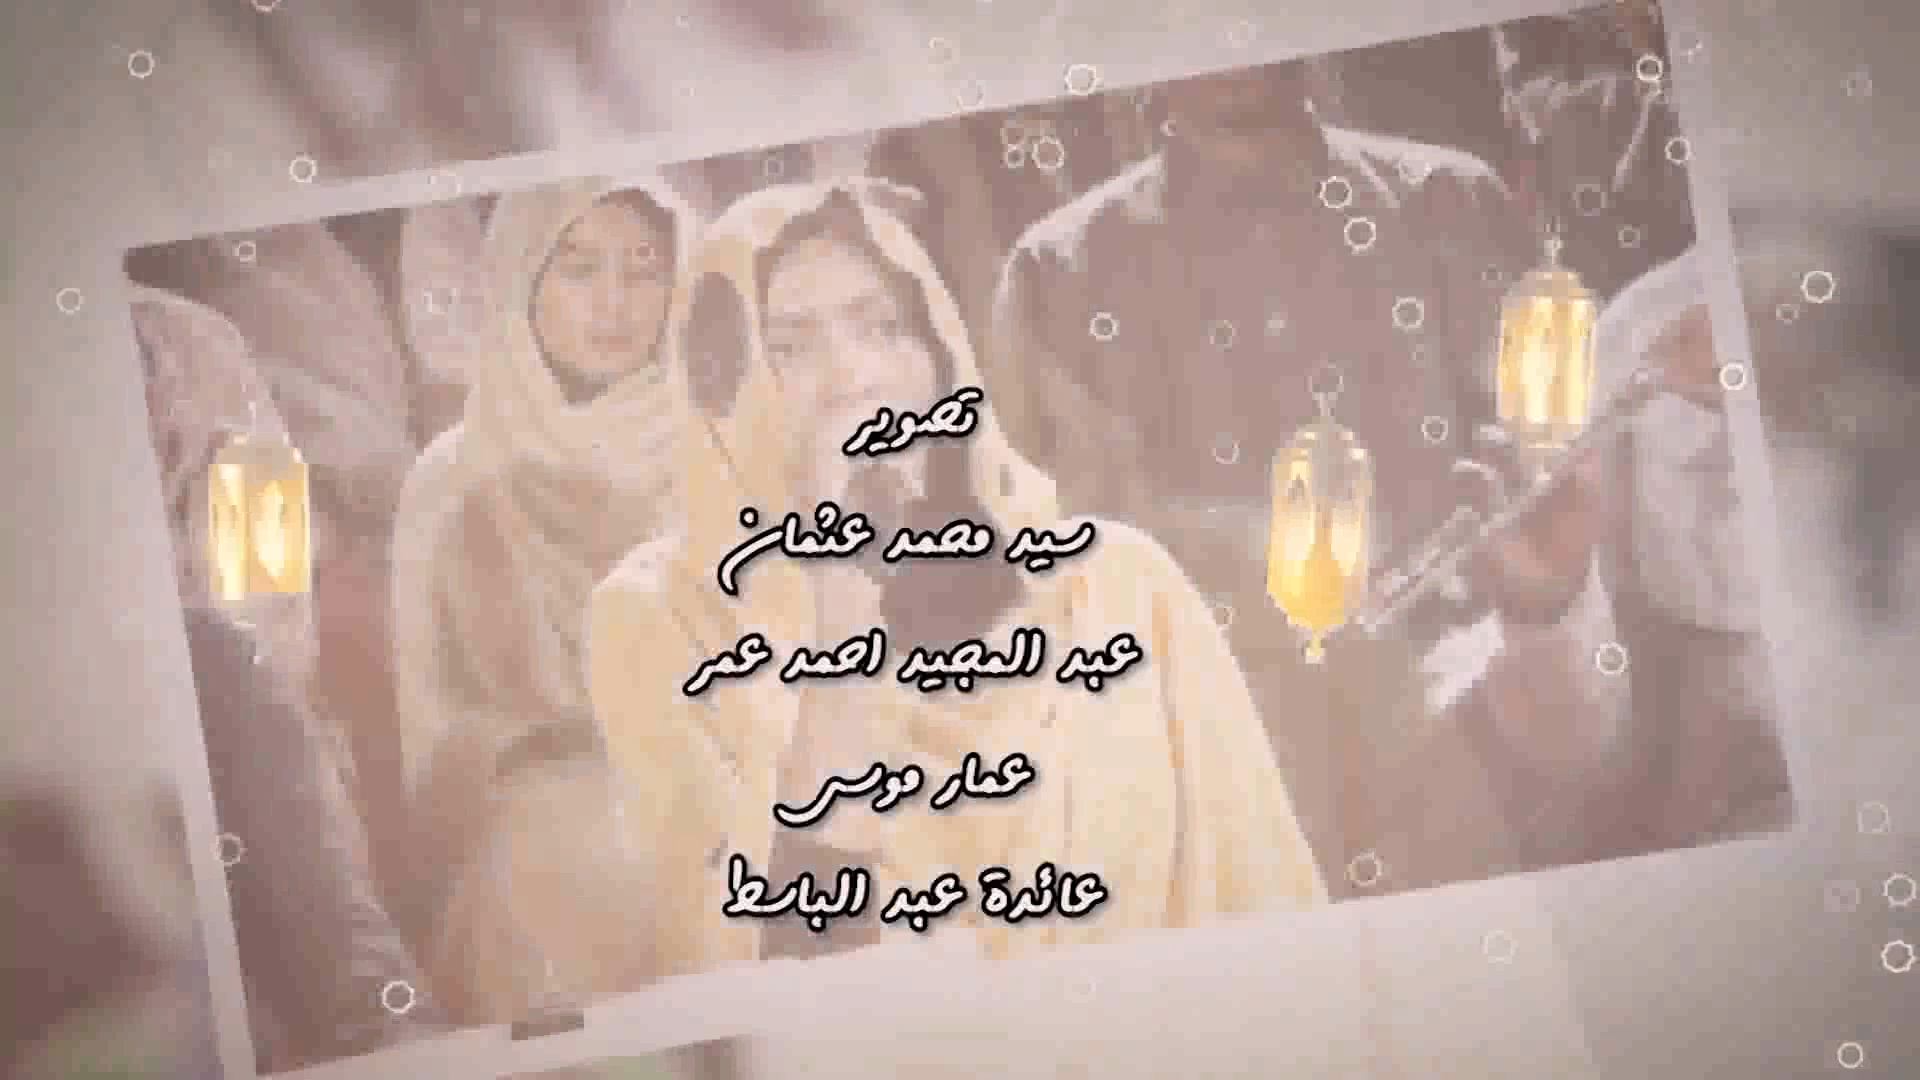 تصوير
سيد محمد عثمان
عبد المجيد احمد عمر
عمار موسى
عائدة عبد الباسط